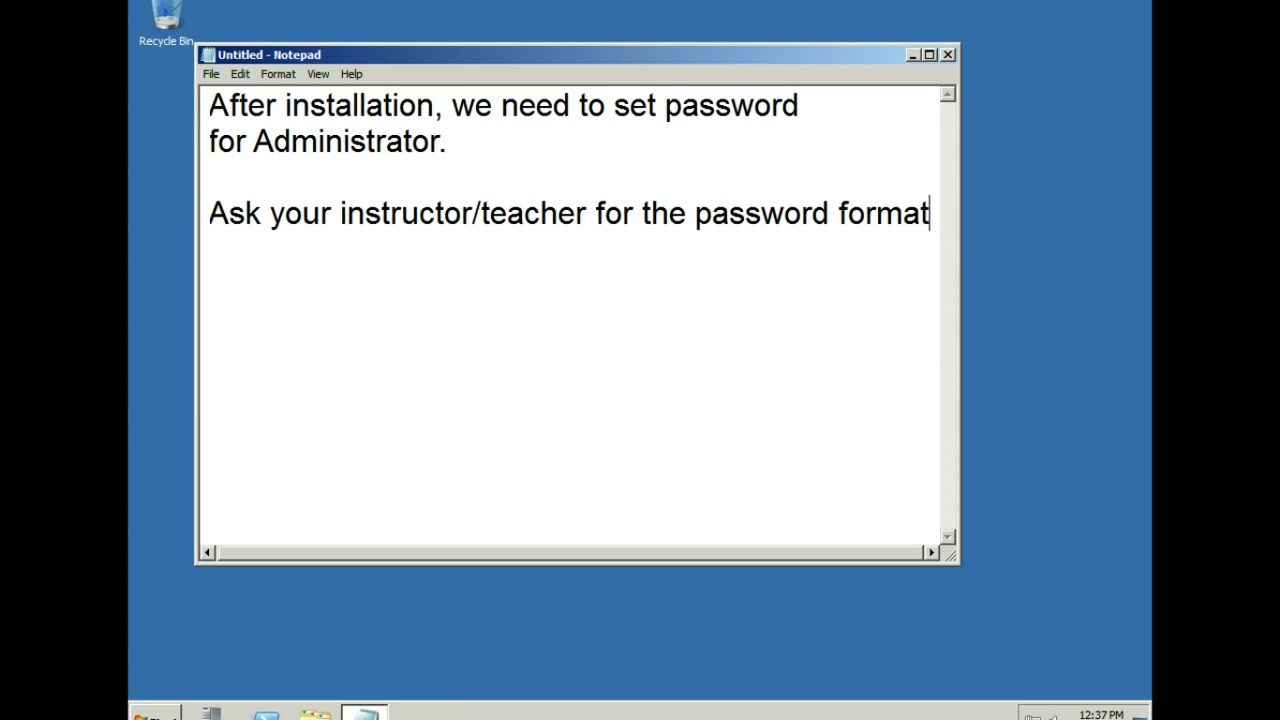 Recycle Bin
Untitled - Notepad
File Edit Format View Help
After installation, we need to set password
for Administrator.
Ask your instructor/teacher for the password format
12:37 PM